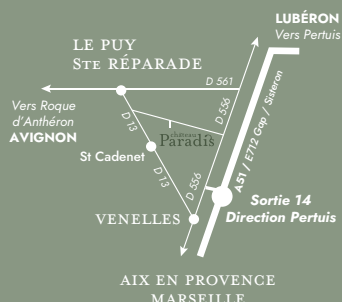 LUBÉRON
Vers Pertuis
LE PUY
STE RÉPARADE
D 561
Vers Roque
d'Anthéron
AVIGNON
D 556
D 13
château
Paradis
A51 / E712 Gap / Sisteron
St Cadenet
D 13
D 556
Sortie 14
Direction Pertuis
VENELLES
AIX EN PROVENCE
MARSEILLE